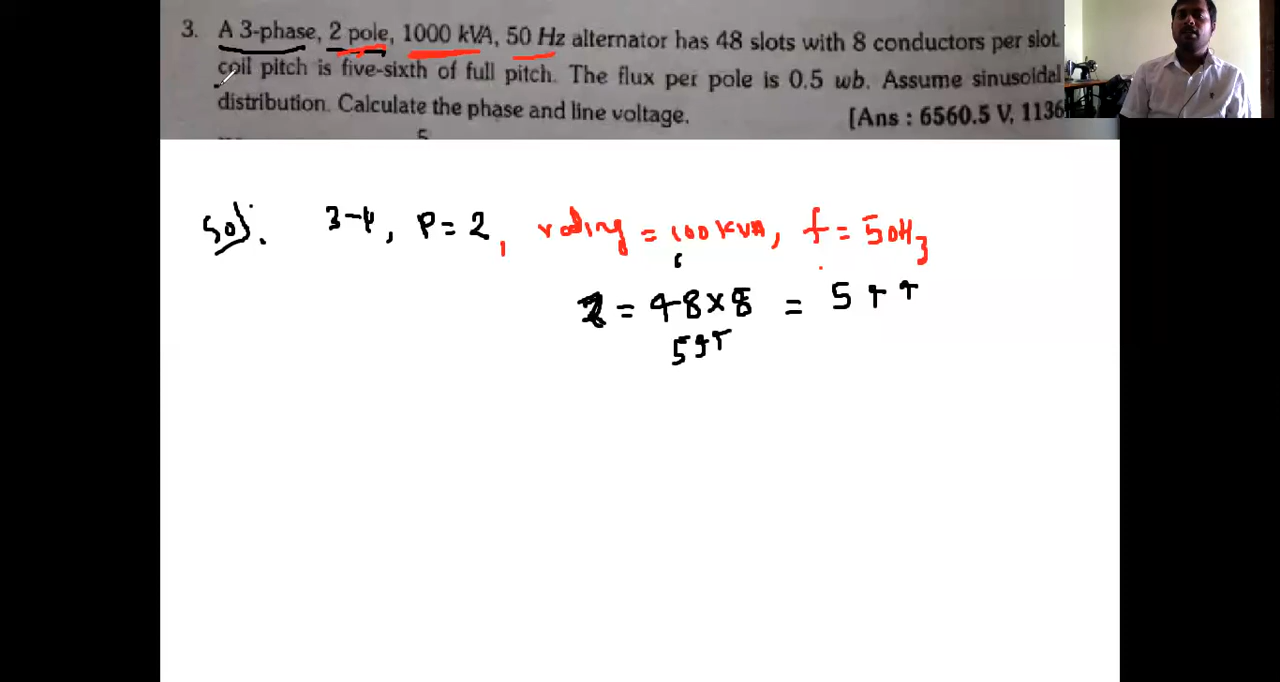 3. A 3-phase, 2 pole, 1000 kVA, 50 Hz alternator has 48 slots with 8 conductors per slot.
coil pitch is five-sixth of full pitch. The flux per pole is 0.5 wb. Assume sinusoidal
distribution. Calculate the phase and line voltage. [Ans : 6560.5 V, 1136
5
Sol. 3-φ, P = 2, rating = 100 KVA, f = 50Hz
Z = 48×8 = 544
544